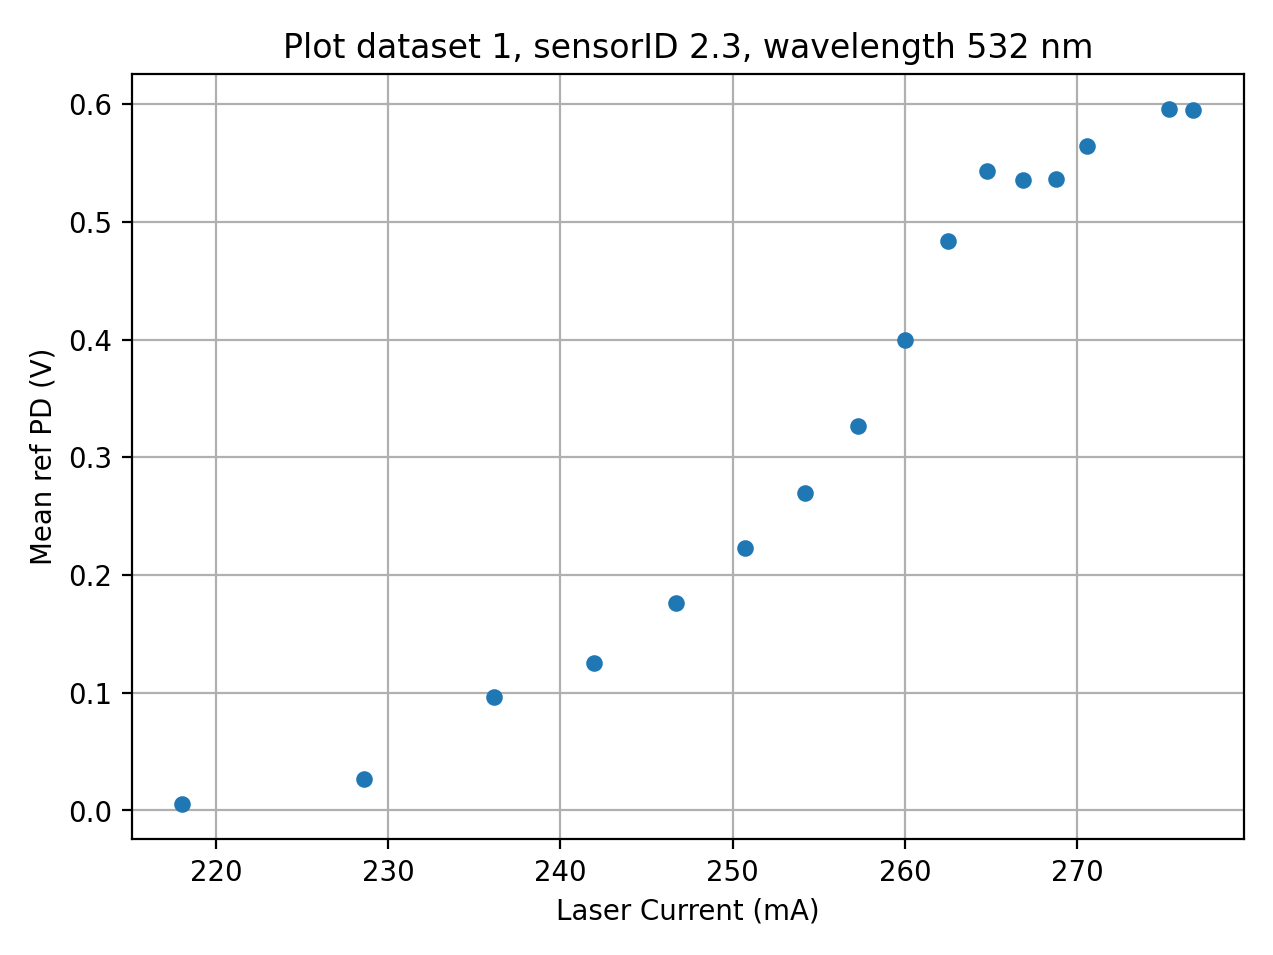 Plot dataset 1, sensorID 2.3, wavelength 532 nm
0.6
0.5
0.4
0.3
0.2
0.1
0.0
Mean ref PD (V)
220 230 240 250 260 270
Laser Current (mA)